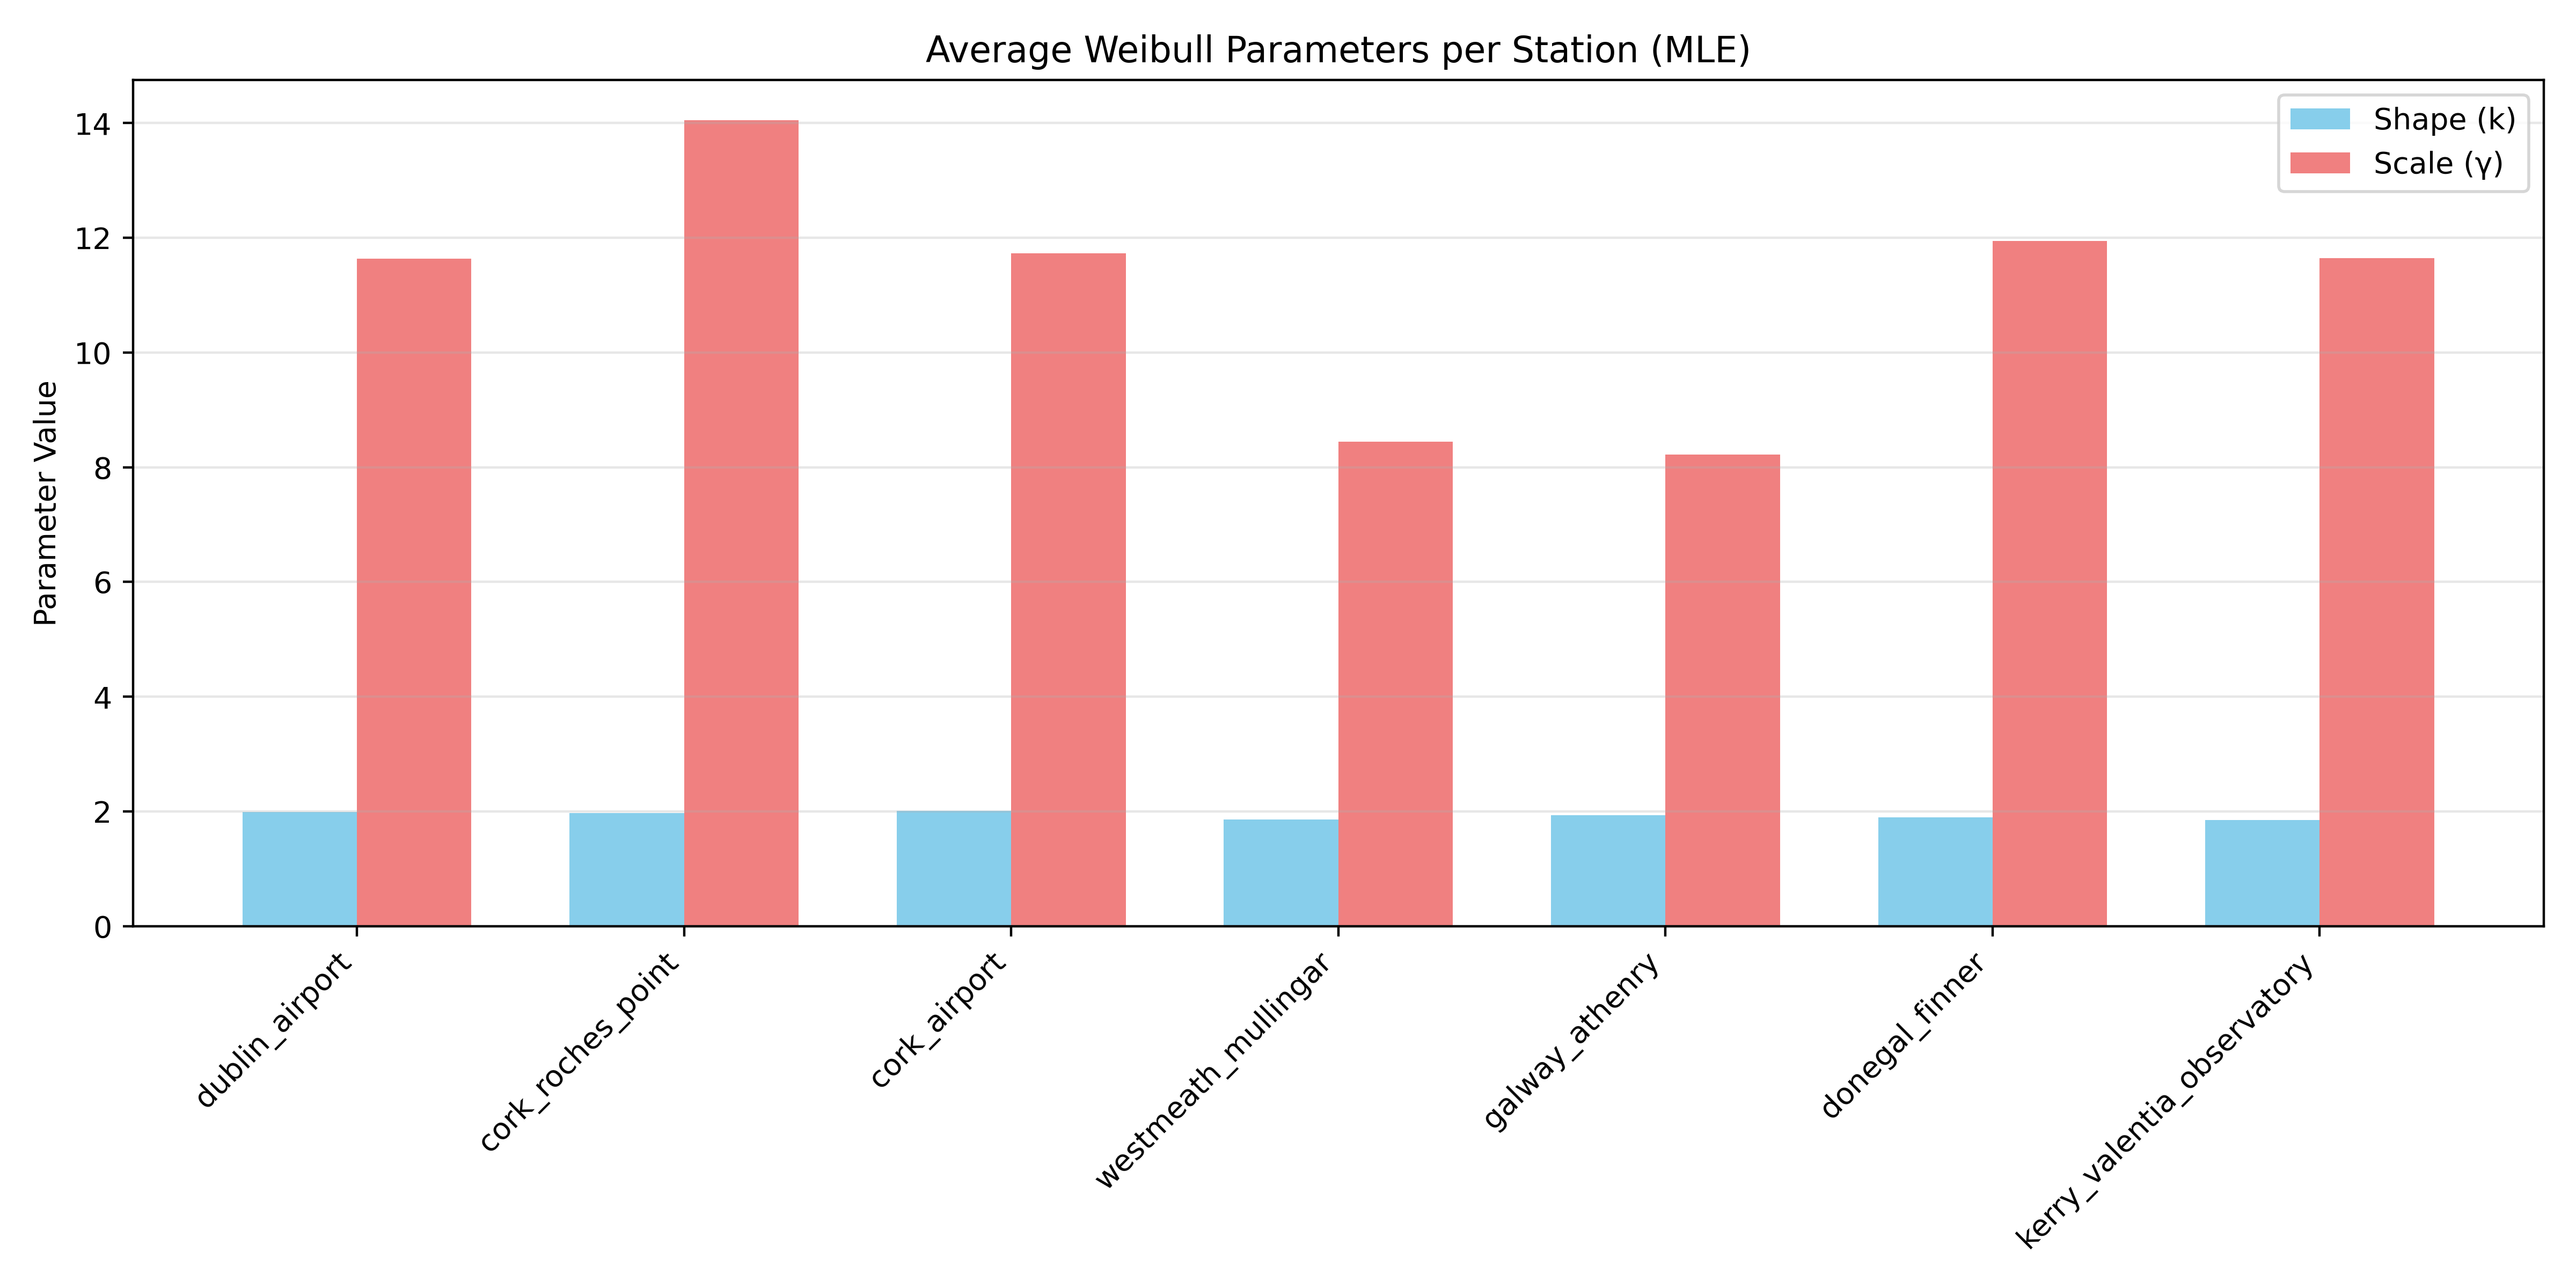 Average Weibull Parameters per Station (MLE)
Shape (k)
Scale (γ)
Parameter Value
14
12
10
8
6
4
2
0
dublin_airport
cork_roches_point
cork_airport
westmeath_mullingar
galway_athenry
donegal_finner
kerry_valentia_observatory